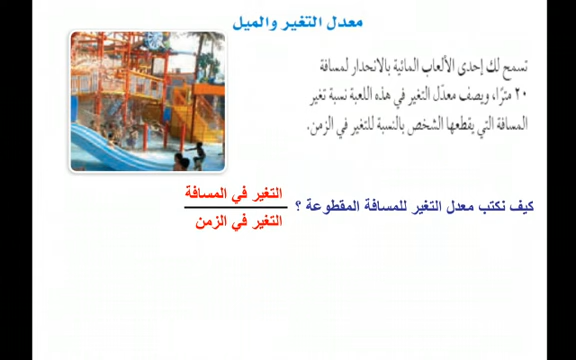 معدل التغير والميل
تسمح لك إحدى الألعاب المائية بالانحدار لمسافة
٢٠ مترًا، ويصف معدّل التغير في هذه اللعبة نسبة تغير
المسافة التي يقطعها الشخص بالنسبة للتغير في الزمن.
كيف نكتب معدل التغير للمسافة المقطوعة ؟
التغير في المسافة
التغير في الزمن